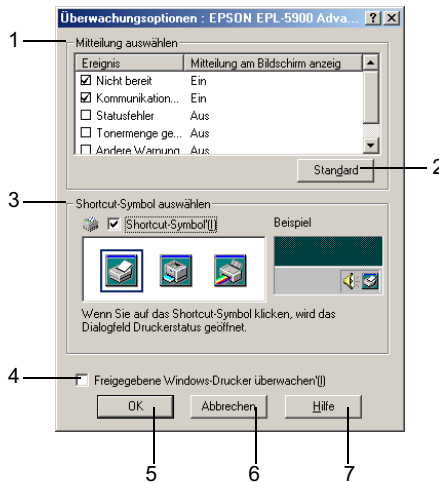 Überwachungsoptionen : EPSON EPL-5900 Adva...
1
Mitteilung auswählen
Ereignis Mitteilung am Bildschirm anzeig
Nicht bereit Ein
Kommunikation... Ein
Statusfehler Aus
Tonermenge ge... Aus
Andere Warnung Aus
Standard
2
3
Shortcut-Symbol auswählen
Shortcut-Symbol'(J)
Beispiel
Wenn Sie auf das Shortcut-Symbol klicken, wird das
Dialogfeld Druckerstatus geöffnet.
4
Freigegebene Windows-Drucker überwachen'(J)
OK Abbrechen Hilfe
5 6 7